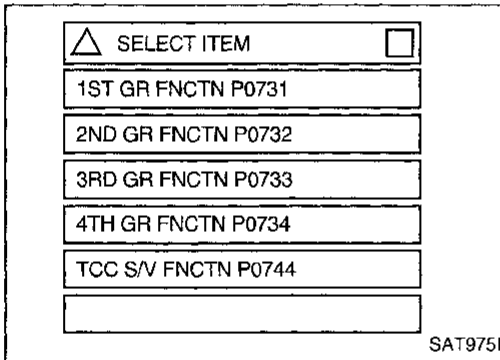 SELECT ITEM
1ST GR FNCTN P0731
2ND GR FNCTN P0732
3RD GR FNCTN P0733
4TH GR FNCTN P0734
TCC S/V FNCTN P0744